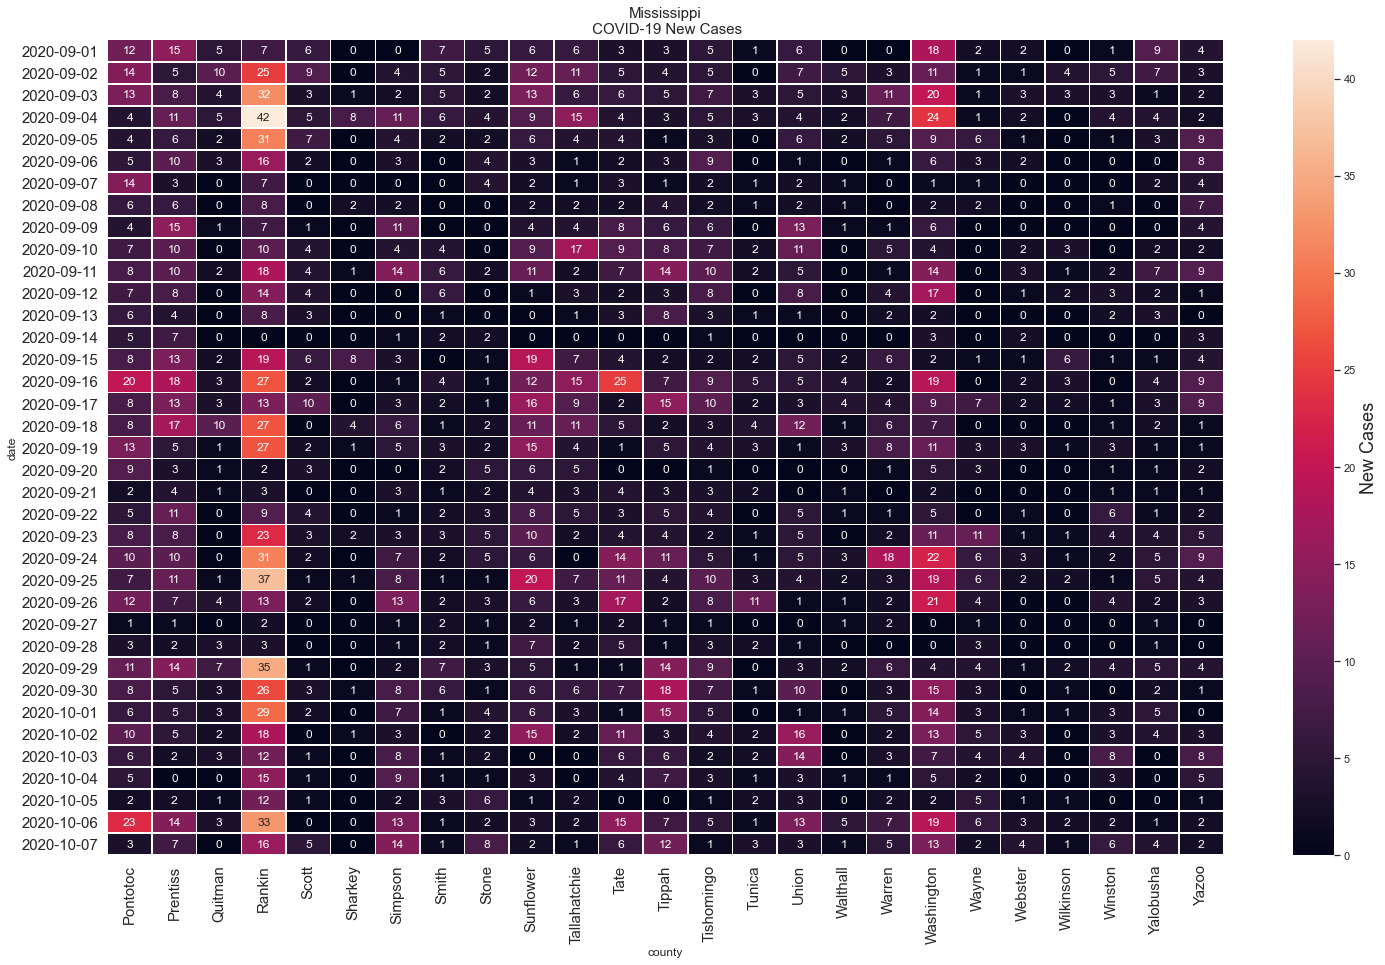 Mississippi
COVID-19 New Cases
2020-09-01 12 15 5 7 6 0 0 7 5 6 6 3 3 5 1 6 0 0 18 2 2 0 1 9 4
2020-09-02 14 5 10 25 9 0 4 5 2 12 11 5 4 5 0 7 5 3 11 1 1 4 5 7 3
2020-09-03 13 8 4 32 3 1 2 5 2 13 6 6 5 7 3 5 3 11 20 1 3 3 3 1 2
2020-09-04 4 11 5 42 5 8 11 6 4 9 15 4 3 5 3 4 2 7 24 1 2 0 4 4 2
2020-09-05 4 6 2 31 7 0 4 2 2 6 4 4 1 3 0 6 2 5 9 6 1 0 1 3 9
2020-09-06 5 10 3 16 2 0 3 0 4 3 1 2 3 9 0 1 0 1 6 3 2 0 0 0 8
2020-09-07 14 3 0 7 0 0 0 0 4 2 1 3 1 2 1 2 1 0 1 1 0 0 0 2 4
2020-09-08 6 6 0 8 0 2 2 0 0 2 2 2 4 2 1 2 1 0 2 2 0 0 1 0 7
2020-09-09 4 15 1 7 1 0 11 0 0 4 4 8 6 6 0 13 1 1 6 0 0 0 0 0 4
2020-09-10 7 10 0 10 4 0 4 4 0 9 17 9 8 7 2 11 0 5 4 0 2 3 0 2 2
2020-09-11 8 10 2 18 4 1 14 6 2 11 2 7 14 10 2 5 0 1 14 0 3 1 2 7 9
2020-09-12 7 8 0 14 4 0 0 6 0 1 3 2 3 8 0 8 0 4 17 0 1 2 3 2 1
2020-09-13 6 4 0 8 3 0 0 1 0 0 1 3 8 3 1 1 0 2 2 0 0 0 2 3 0
2020-09-14 5 7 0 0 0 0 1 2 2 0 0 0 0 1 0 0 0 0 3 0 2 0 0 0 3
2020-09-15 8 13 2 19 6 8 3 0 1 19 7 4 2 2 2 5 2 6 2 1 1 6 1 1 4
2020-09-16 20 18 3 27 2 0 1 4 1 12 15 25 7 9 5 5 4 2 19 0 2 3 0 4 9
2020-09-17 8 13 3 13 10 0 3 2 1 16 9 2 15 10 2 3 4 4 9 7 2 2 1 3 9
2020-09-18 8 17 10 27 0 4 6 1 2 11 11 5 2 3 4 12 1 6 7 0 0 0 1 2 1
2020-09-19 13 5 1 27 2 1 5 3 2 15 4 1 5 4 3 1 3 8 11 3 3 1 3 1 1
2020-09-20 9 3 1 2 3 0 0 2 5 6 5 0 0 1 0 0 0 1 5 3 0 0 1 1 2
2020-09-21 2 4 1 3 0 0 3 1 2 4 3 4 3 3 2 0 1 0 2 0 0 0 1 1 1
2020-09-22 5 11 0 9 4 0 1 2 3 8 5 3 5 4 0 5 1 1 5 0 1 0 6 1 2
2020-09-23 8 8 0 23 3 2 3 3 5 10 2 4 4 2 1 5 0 2 11 11 1 1 4 4 5
2020-09-24 10 10 0 31 2 0 7 2 5 6 0 14 11 5 1 5 3 18 22 6 3 1 2 5 9
2020-09-25 7 11 1 37 1 1 8 1 1 20 7 11 4 10 3 4 2 3 19 6 2 2 1 5 4
2020-09-26 12 7 4 13 2 0 13 2 3 6 3 17 2 8 11 1 1 2 21 4 0 0 4 2 3
2020-09-27 1 1 0 2 0 0 1 2 1 2 1 2 1 1 0 0 1 2 0 1 0 0 0 1 0
2020-09-28 3 2 3 3 0 0 1 2 1 7 2 5 1 3 2 1 0 0 0 3 0 0 0 1 0
2020-09-29 11 14 7 35 1 0 2 7 3 5 1 1 14 9 0 3 2 6 4 4 1 2 4 5 4
2020-09-30 8 5 3 26 3 1 8 6 1 6 6 7 18 7 1 10 0 3 15 3 0 1 0 2 1
2020-10-01 6 5 3 29 2 0 7 1 4 6 3 1 15 5 0 1 1 5 14 3 1 1 3 5 0
2020-10-02 10 5 2 18 0 1 3 0 2 15 2 11 3 4 2 16 0 2 13 5 3 0 3 4 3
2020-10-03 6 2 3 12 1 0 8 1 2 0 0 6 6 2 2 14 0 3 7 4 4 0 8 0 8
2020-10-04 5 0 0 15 1 0 9 1 1 3 0 4 7 3 1 3 1 1 5 2 0 0 3 0 5
2020-10-05 2 2 1 12 1 0 2 3 6 1 2 0 0 1 2 3 0 2 2 5 1 1 0 0 1
2020-10-06 23 14 3 33 0 0 13 1 2 3 2 15 7 5 1 13 5 7 19 6 3 2 2 1 2
2020-10-07 3 7 0 16 5 0 14 1 8 2 1 6 12 1 3 3 1 5 13 2 4 1 6 4 2
Pontotoc Prentiss Quitman Rankin Scott Sharkey Simpson Smith Stone Sunflower Tallahatchie Tate Tippah Tishomingo Tunica Union Walthall Warren Washington Wayne Webster Wilkinson Winston Yalobusha Yazoo
county
date
40
35
30
25
20
15
10
5
0
New Cases